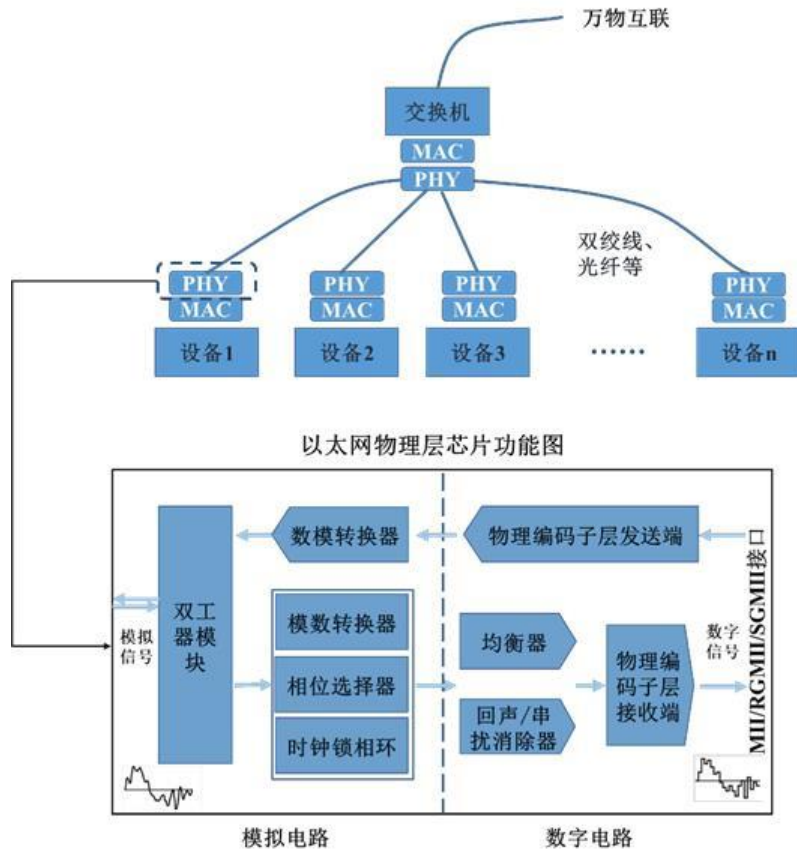 万物互联
交换机
MAC
PHY
双绞线、
光纤等
PHY
MAC
设备1
PHY
MAC
设备2
PHY
MAC
设备3
……
PHY
MAC
设备n
以太网物理层芯片功能图
数模转换器
物理编码子层发送端
双工
器模
块
模拟
信号
模数转换器
相位选择器
时钟锁相环
均衡器
回声/串
扰消除器
物理编
码子层
接收端
数字
信号
MII/RGMII/SGMII接口
模拟电路
数字电路